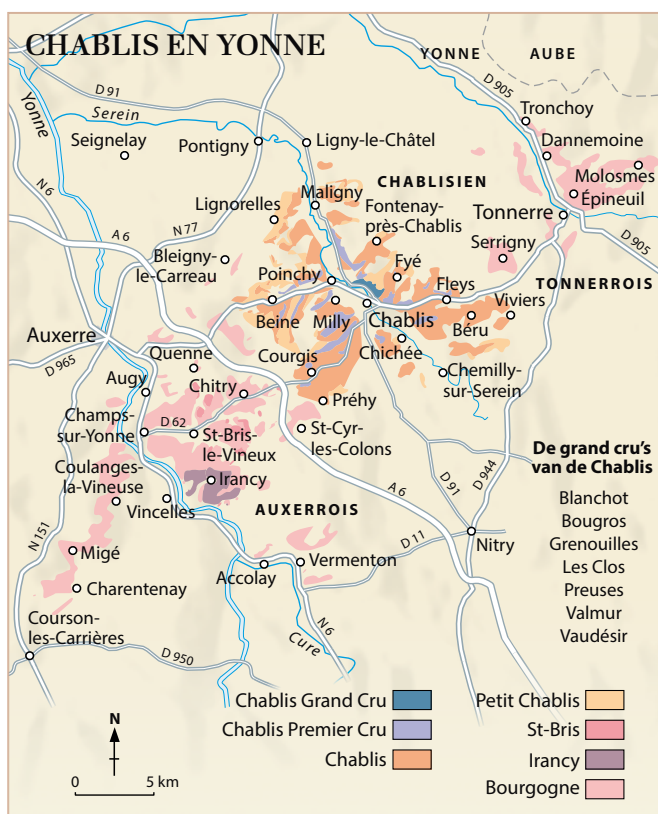 CHABLIS EN YONNE
YONNE
AUBE
D 905
D 91
Yonne
Serein
Tronchoy
Seignelay
Pontigny
Ligny-le-Châtel
Dannemoine
Molosmes
N 6
CHABLISIEN
Épineuil
Maligny
Lignorelles
Fontenay-
près-Chablis
Tonnerre
A 6
N 77
D 905
Bleigny-
le-Carreau
Serrigny
Poinchy
Fyé
Fleys
TONNERROIS
Viviers
Beine
Milly
Chablis
Béru
Auxerre
Chichée
D 965
Quenne
Courgis
Chemilly-
sur-Serein
Augy
Chitry
Préhy
Champs-
sur-Yonne
D 62
St-Bris-
le-Vineux
St-Cyr-
les-Colons
Coulanges-
la-Vineuse
Irancy
Vincelles
AUXERROIS
A 6
D 91
D 944
De grand cru's
van de Chablis
Blanchot
Bougros
Grenouilles
Les Clos
Preuses
Valmur
Vaudésir
N 151
Migé
Charentenay
Accolay
Vermenton
D 11
Nitry
Courson-
les-Carrières
D 950
Cure
N 6
N
0
5 km
Chablis Grand Cru
Chablis Premier Cru
Chablis
Petit Chablis
St-Bris
Irancy
Bourgogne